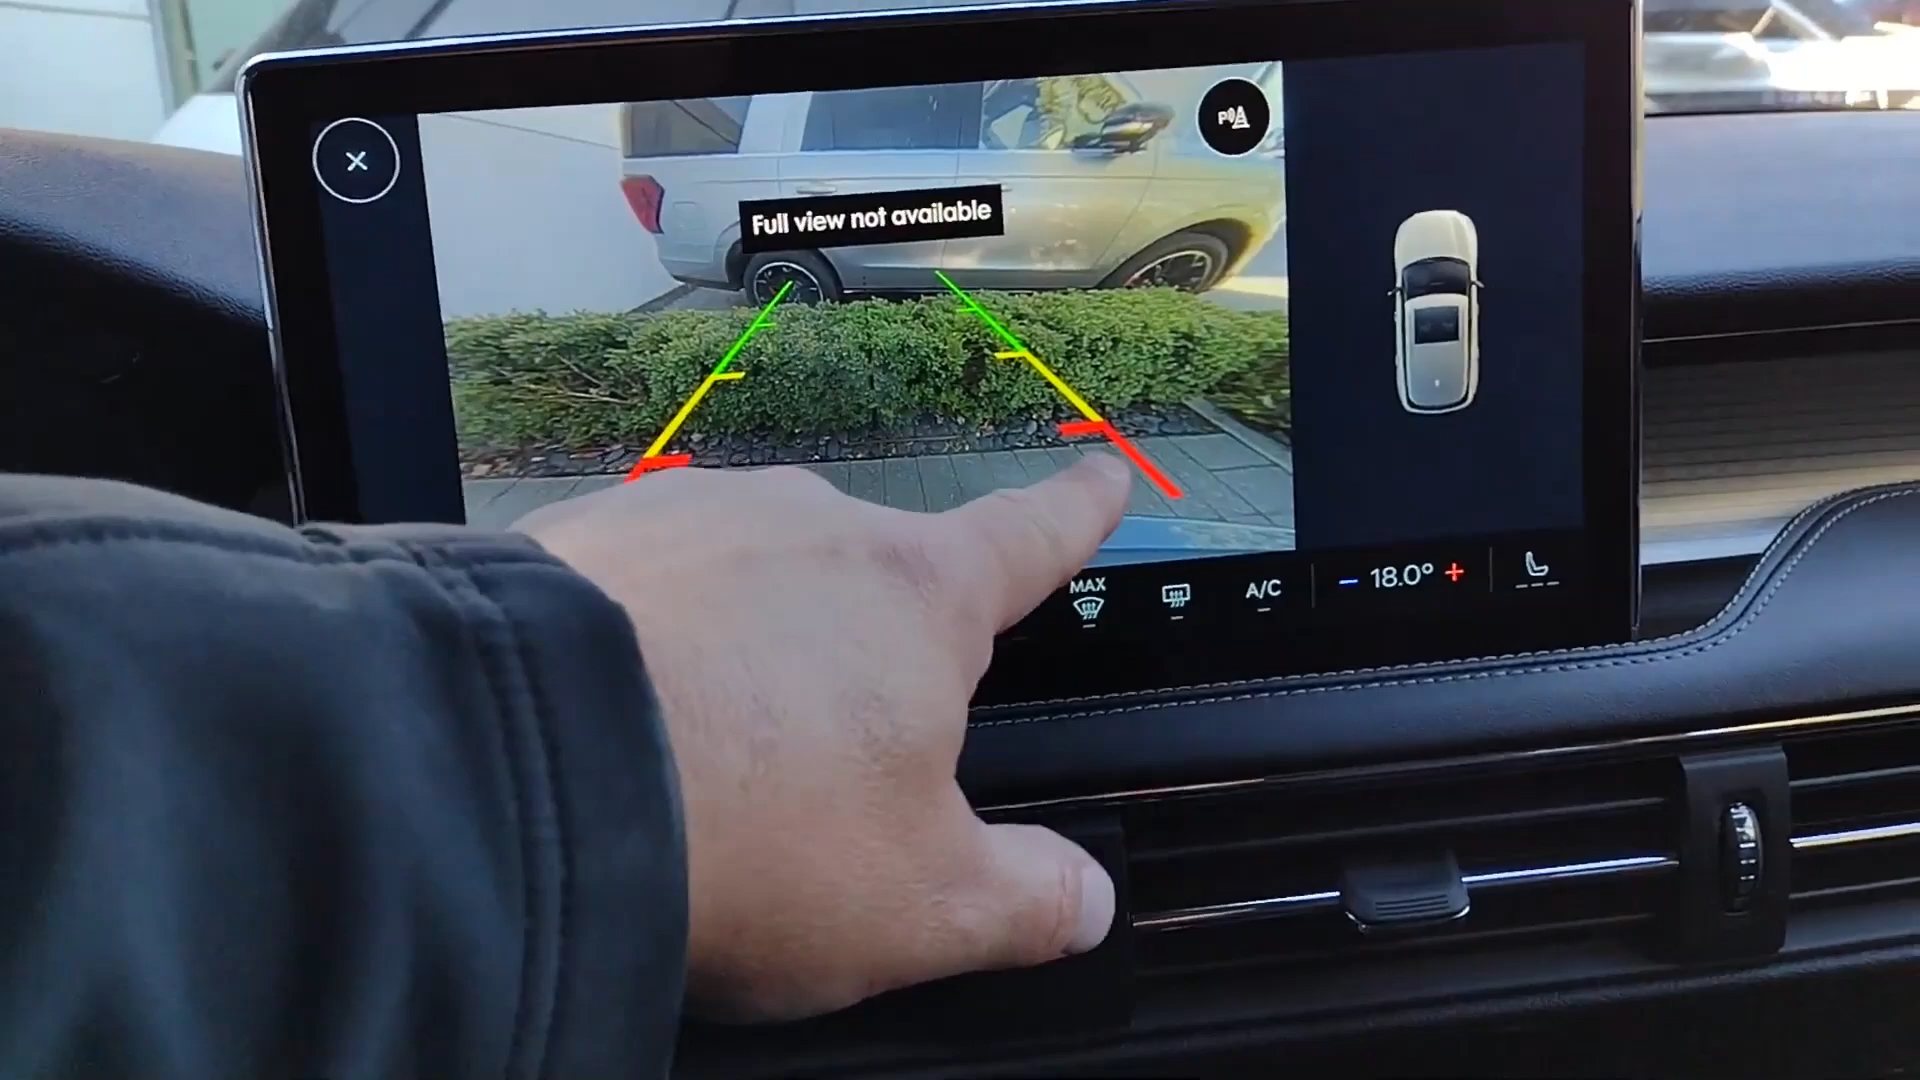 P
Full view not available
MAX
A/C
− 18.0° +